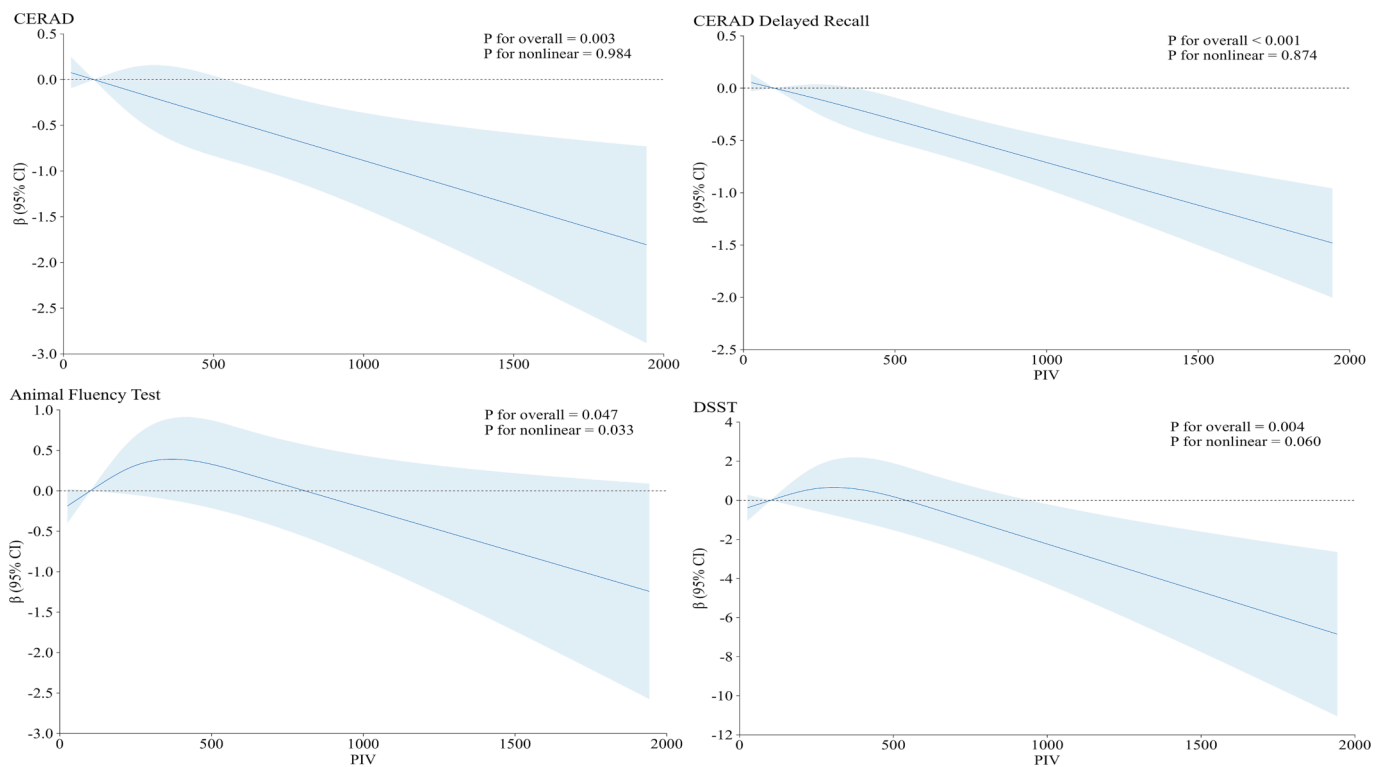 CERAD
P for overall = 0.003
P for nonlinear = 0.984
0.5
0.0
-0.5
-1.0
-1.5
-2.0
-2.5
-3.0
β (95% CI)
0 500 1000 1500 2000
CERAD Delayed Recall
P for overall < 0.001
P for nonlinear = 0.874
0.5
0.0
-0.5
-1.0
-1.5
-2.0
-2.5
β (95% CI)
0 500 1000 1500 2000
PIV
Animal Fluency Test
P for overall = 0.047
P for nonlinear = 0.033
1.0
0.5
0.0
-0.5
-1.0
-1.5
-2.0
-2.5
-3.0
β (95% CI)
0 500 1000 1500 2000
PIV
DSST
P for overall = 0.004
P for nonlinear = 0.060
4
2
0
-2
-4
-6
-8
-10
-12
β (95% CI)
0 500 1000 1500 2000
PIV